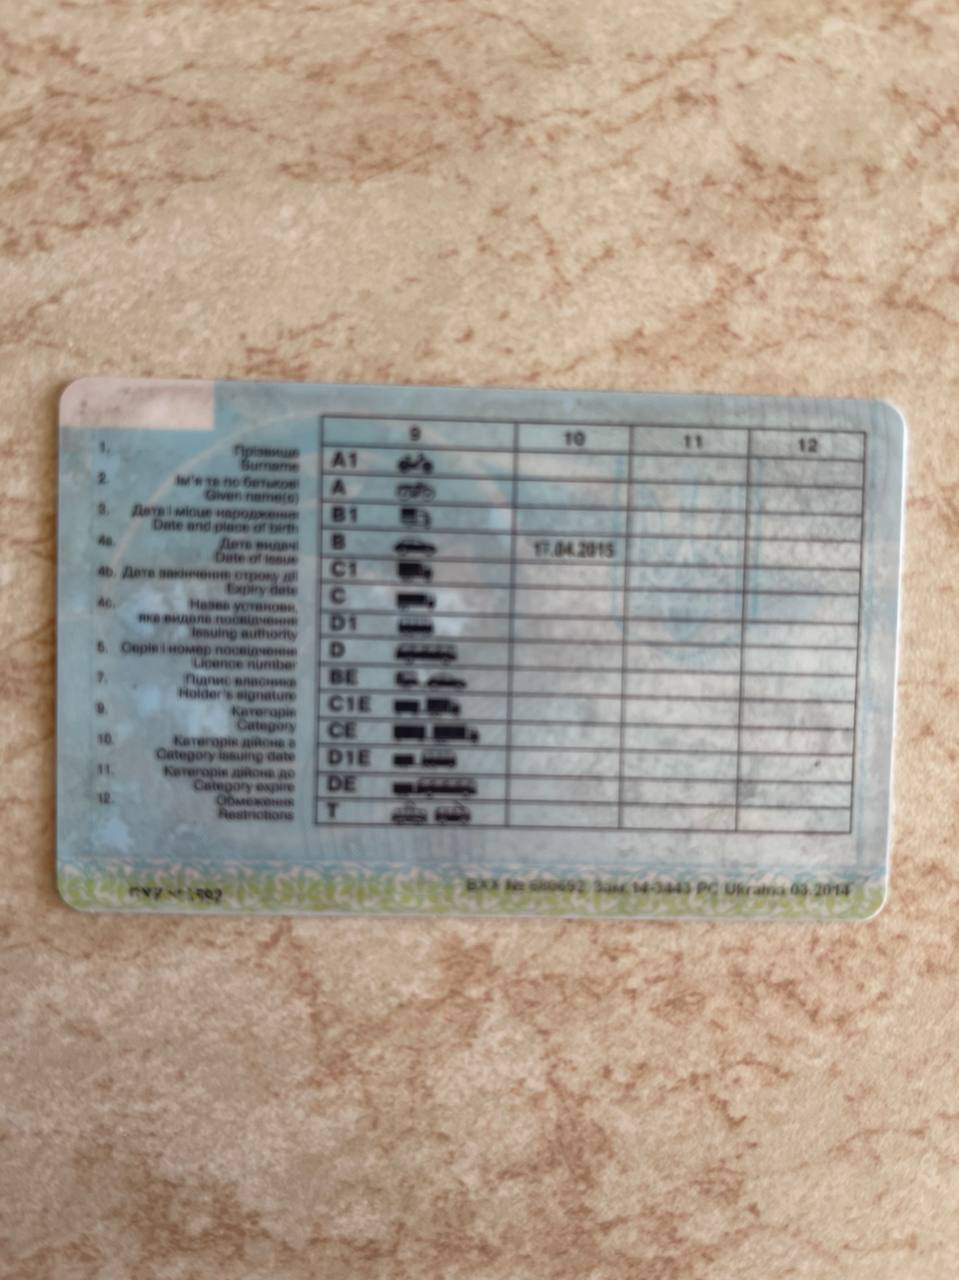 1. Прізвище
Surname
2. Ім'я та по батькові
Given name(s)
3. Дата і місце народження
Date and place of birth
4a. Дата видачі
Date of issue
4b. Дата закінчення строку дії
Expiry date
4c. Назва установи,
яка видала посвідчення
Issuing authority
5. Серія і номер посвідчення
Licence number
7. Підпис власника
Holder's signature
9. Категорія
Category
10. Категорія дійсна з
Category issuing date
11. Категорія дійсна до
Category expire
12. Обмеження
Restrictions
9 10 11 12
A1
A
B1
B 17.04.2015
C1
C
D1
D
BE
C1E
CE
D1E
DE
T
ВХХ № 686692 Зам.14-3443 PC Ukraina 03.2014